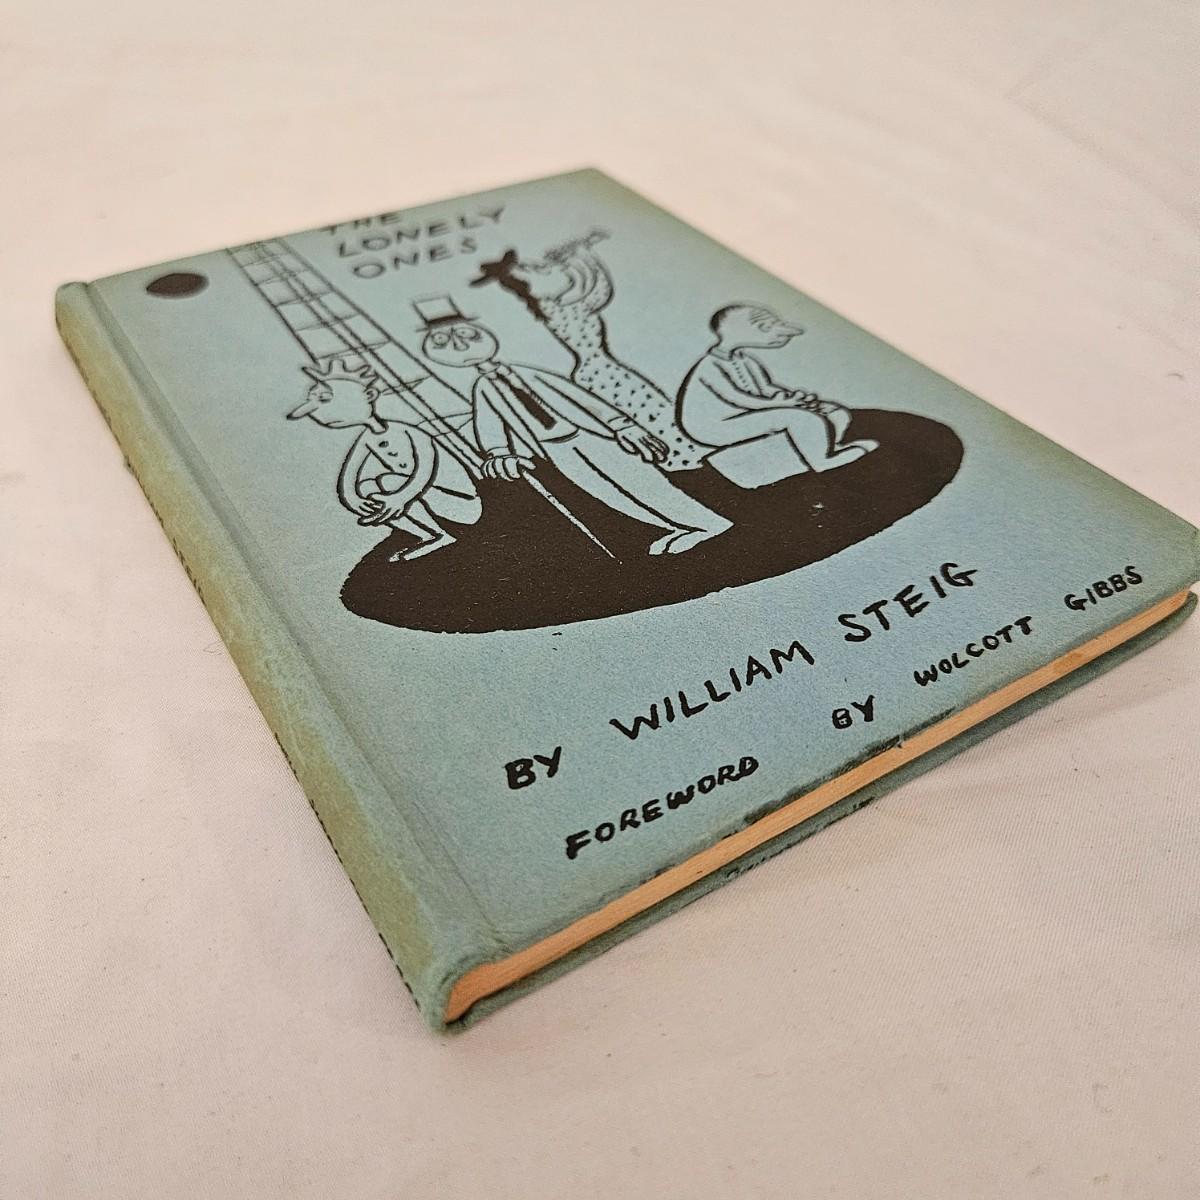 THE
LONELY
ONES
BY WILLIAM STEIG
FOREWORD BY WOLCOTT GIBBS